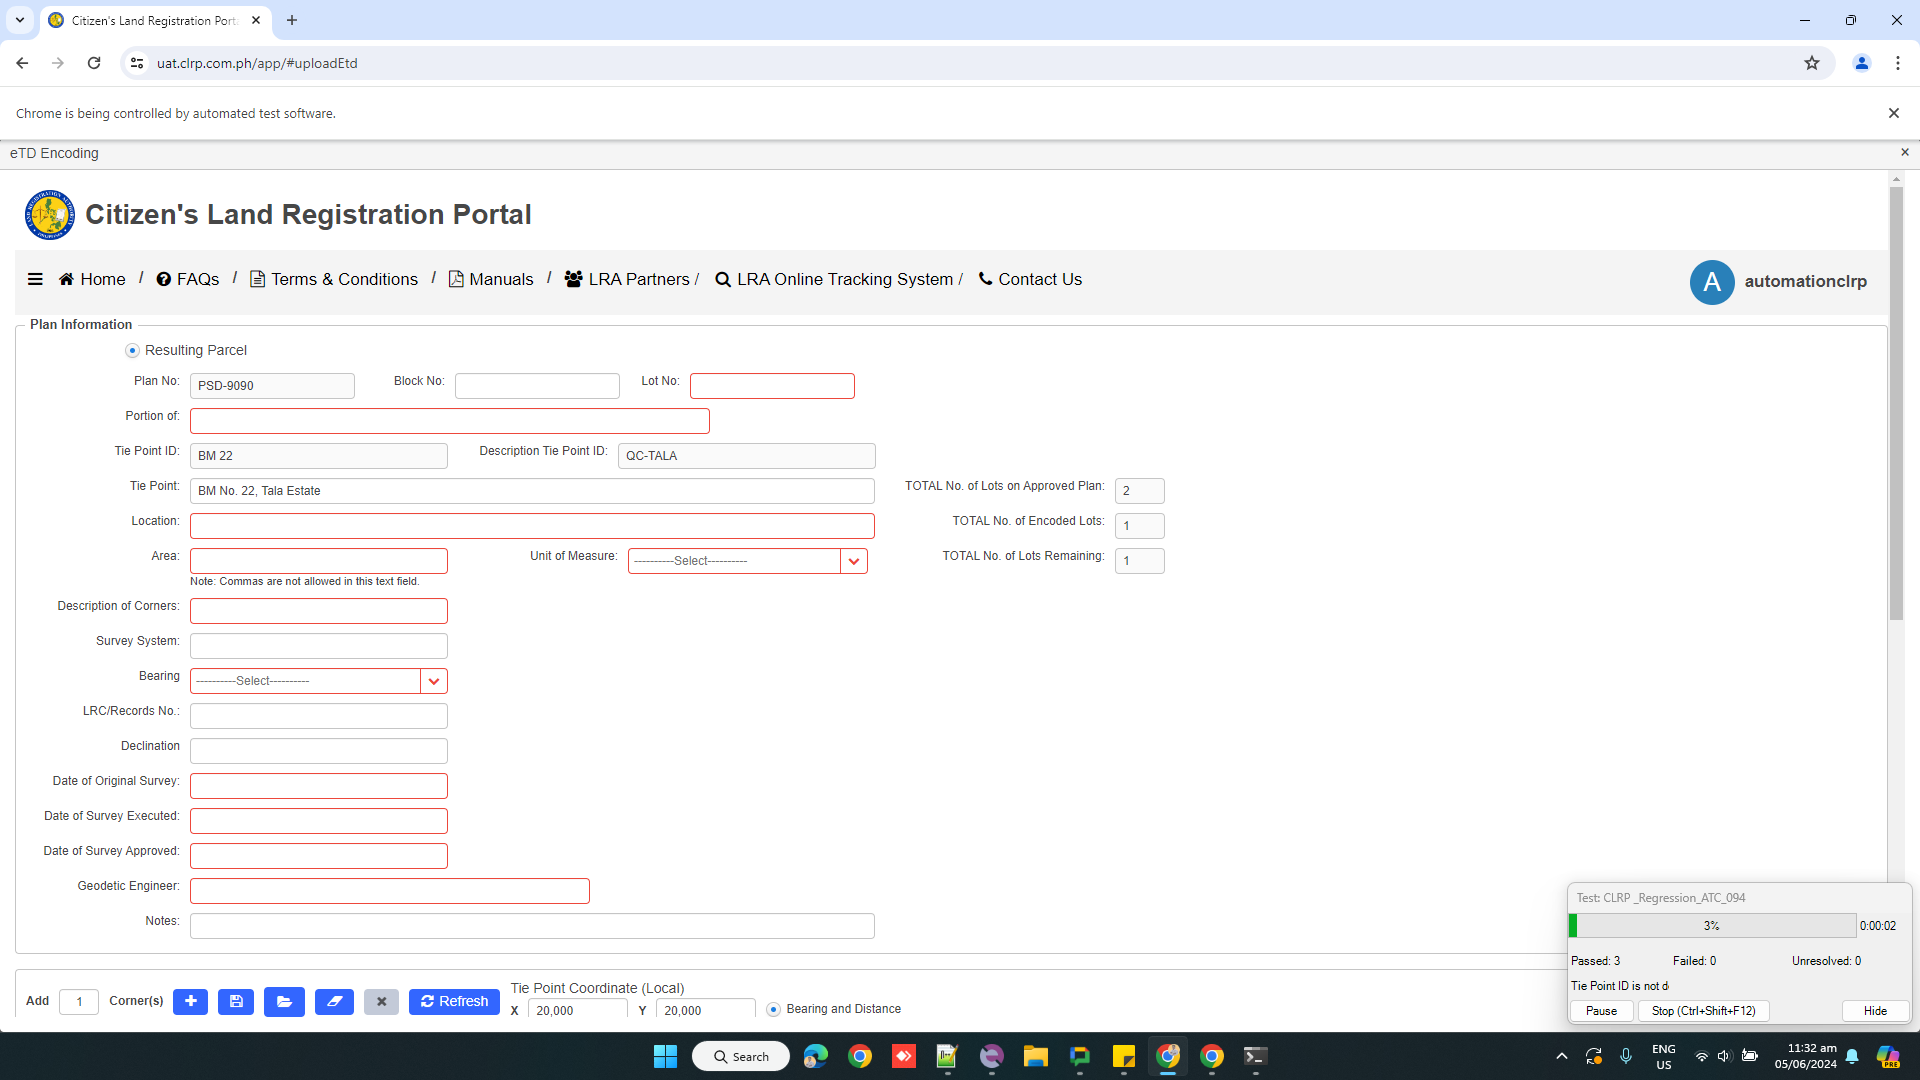 Citizen's Land Registration Porta
uat.clrp.com.ph/app/#uploadEtd
Chrome is being controlled by automated test software.
eTD Encoding
Citizen's Land Registration Portal
Home / FAQs / Terms & Conditions / Manuals / LRA Partners / LRA Online Tracking System / Contact Us
A automationclrp
Plan Information
Resulting Parcel
Plan No: PSD-9090 Block No: Lot No:
Portion of:
Tie Point ID: BM 22 Description Tie Point ID: QC-TALA
Tie Point: BM No. 22, Tala Estate TOTAL No. of Lots on Approved Plan: 2
Location: TOTAL No. of Encoded Lots: 1
Area: Unit of Measure: ----------Select---------- TOTAL No. of Lots Remaining: 1
Note: Commas are not allowed in this text field.
Description of Corners:
Survey System:
Bearing ----------Select----------
LRC/Records No.:
Declination
Date of Original Survey:
Date of Survey Executed:
Date of Survey Approved:
Geodetic Engineer:
Notes:
Add 1 Corner(s) Refresh
Tie Point Coordinate (Local)
X 20,000 Y 20,000 Bearing and Distance
Test: CLRP _Regression_ATC_094
3% 0:00:02
Passed: 3 Failed: 0 Unresolved: 0
Tie Point ID is not d
Pause Stop (Ctrl+Shift+F12) Hide
Search
ENG
US
11:32 am
05/06/2024
PRE